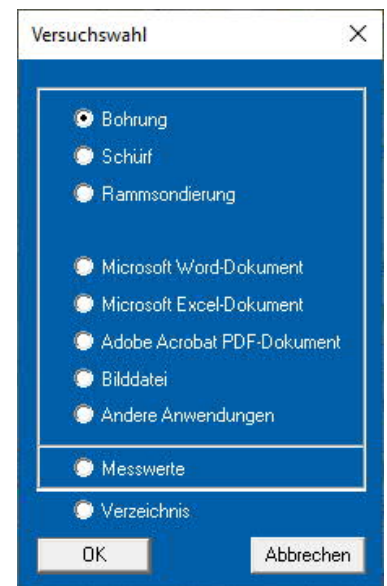 Versuchswahl
Bohrung
Schürf
Rammsondierung
Microsoft Word-Dokument
Microsoft Excel-Dokument
Adobe Acrobat PDF-Dokument
Bilddatei
Andere Anwendungen
Messwerte
Verzeichnis
OK Abbrechen